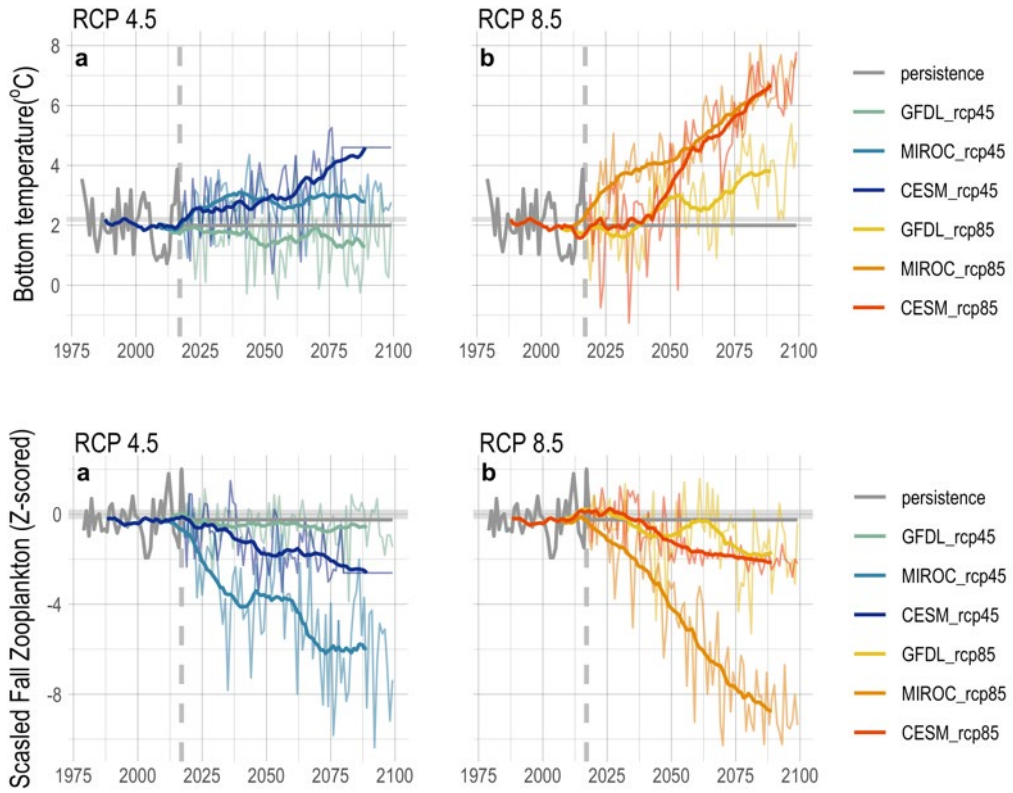 RCP 4.5
RCP 8.5
a
b
Bottom temperature(°C)
8
6
4
2
0
1975 2000 2025 2050 2075 2100
1975 2000 2025 2050 2075 2100
persistence
GFDL_rcp45
MIROC_rcp45
CESM_rcp45
GFDL_rcp85
MIROC_rcp85
CESM_rcp85
RCP 4.5
RCP 8.5
a
b
Scasled Fall Zooplankton (Z-scored)
0
-4
-8
1975 2000 2025 2050 2075 2100
1975 2000 2025 2050 2075 2100
persistence
GFDL_rcp45
MIROC_rcp45
CESM_rcp45
GFDL_rcp85
MIROC_rcp85
CESM_rcp85